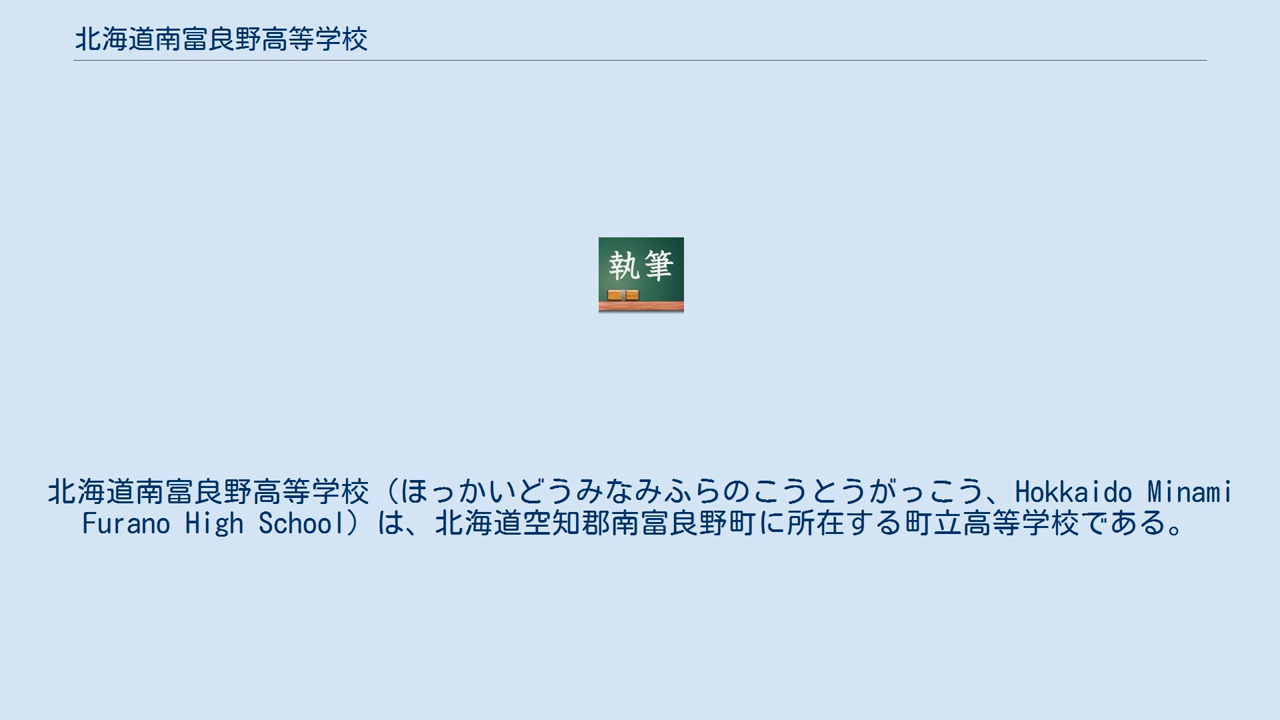 北海道南富良野高等学校
執筆
北海道南富良野高等学校（ほっかいどうみなみふらのこうとうがっこう、Hokkaido Minami
Furano High School）は、北海道空知郡南富良野町に所在する町立高等学校である。